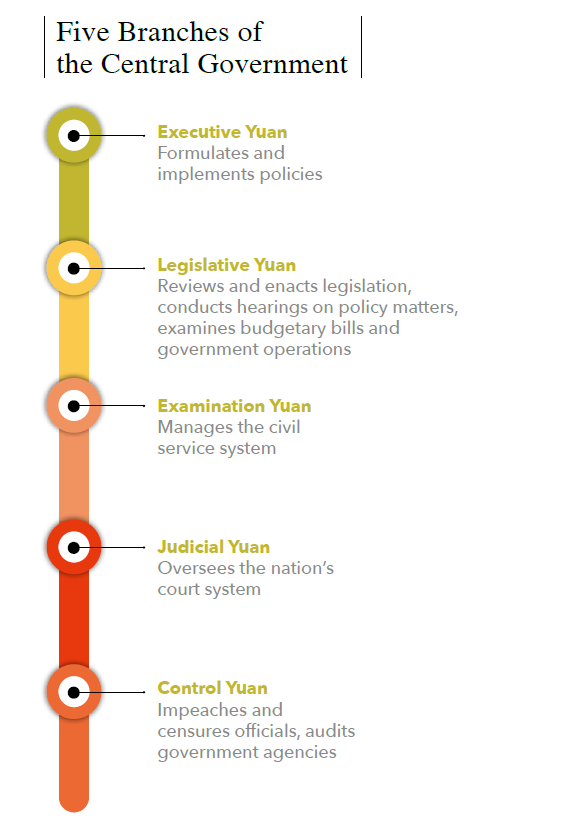 Five Branches of
the Central Government
Executive Yuan
Formulates and
implements policies
Legislative Yuan
Reviews and enacts legislation,
conducts hearings on policy matters,
examines budgetary bills and
government operations
Examination Yuan
Manages the civil
service system
Judicial Yuan
Oversees the nation’s
court system
Control Yuan
Impeaches and
censures officials, audits
government agencies